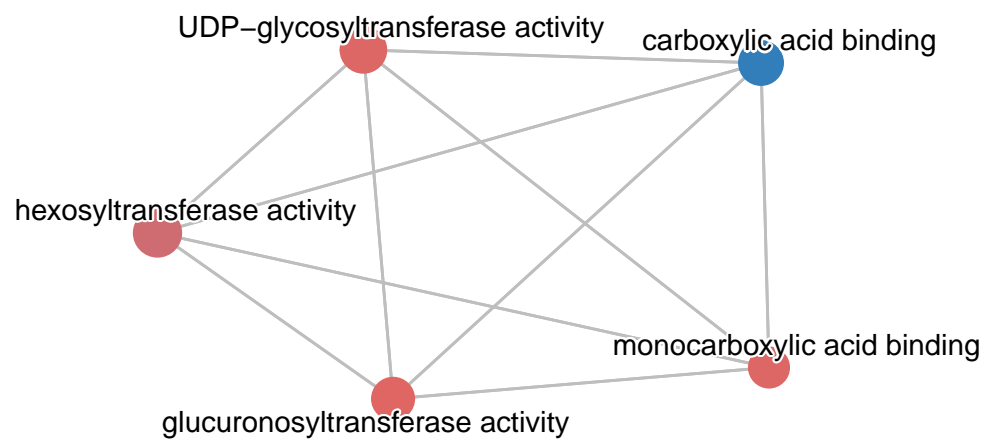 UDP−glycosyltransferase activity
carboxylic acid binding
hexosyltransferase activity
monocarboxylic acid binding
glucuronosyltransferase activity